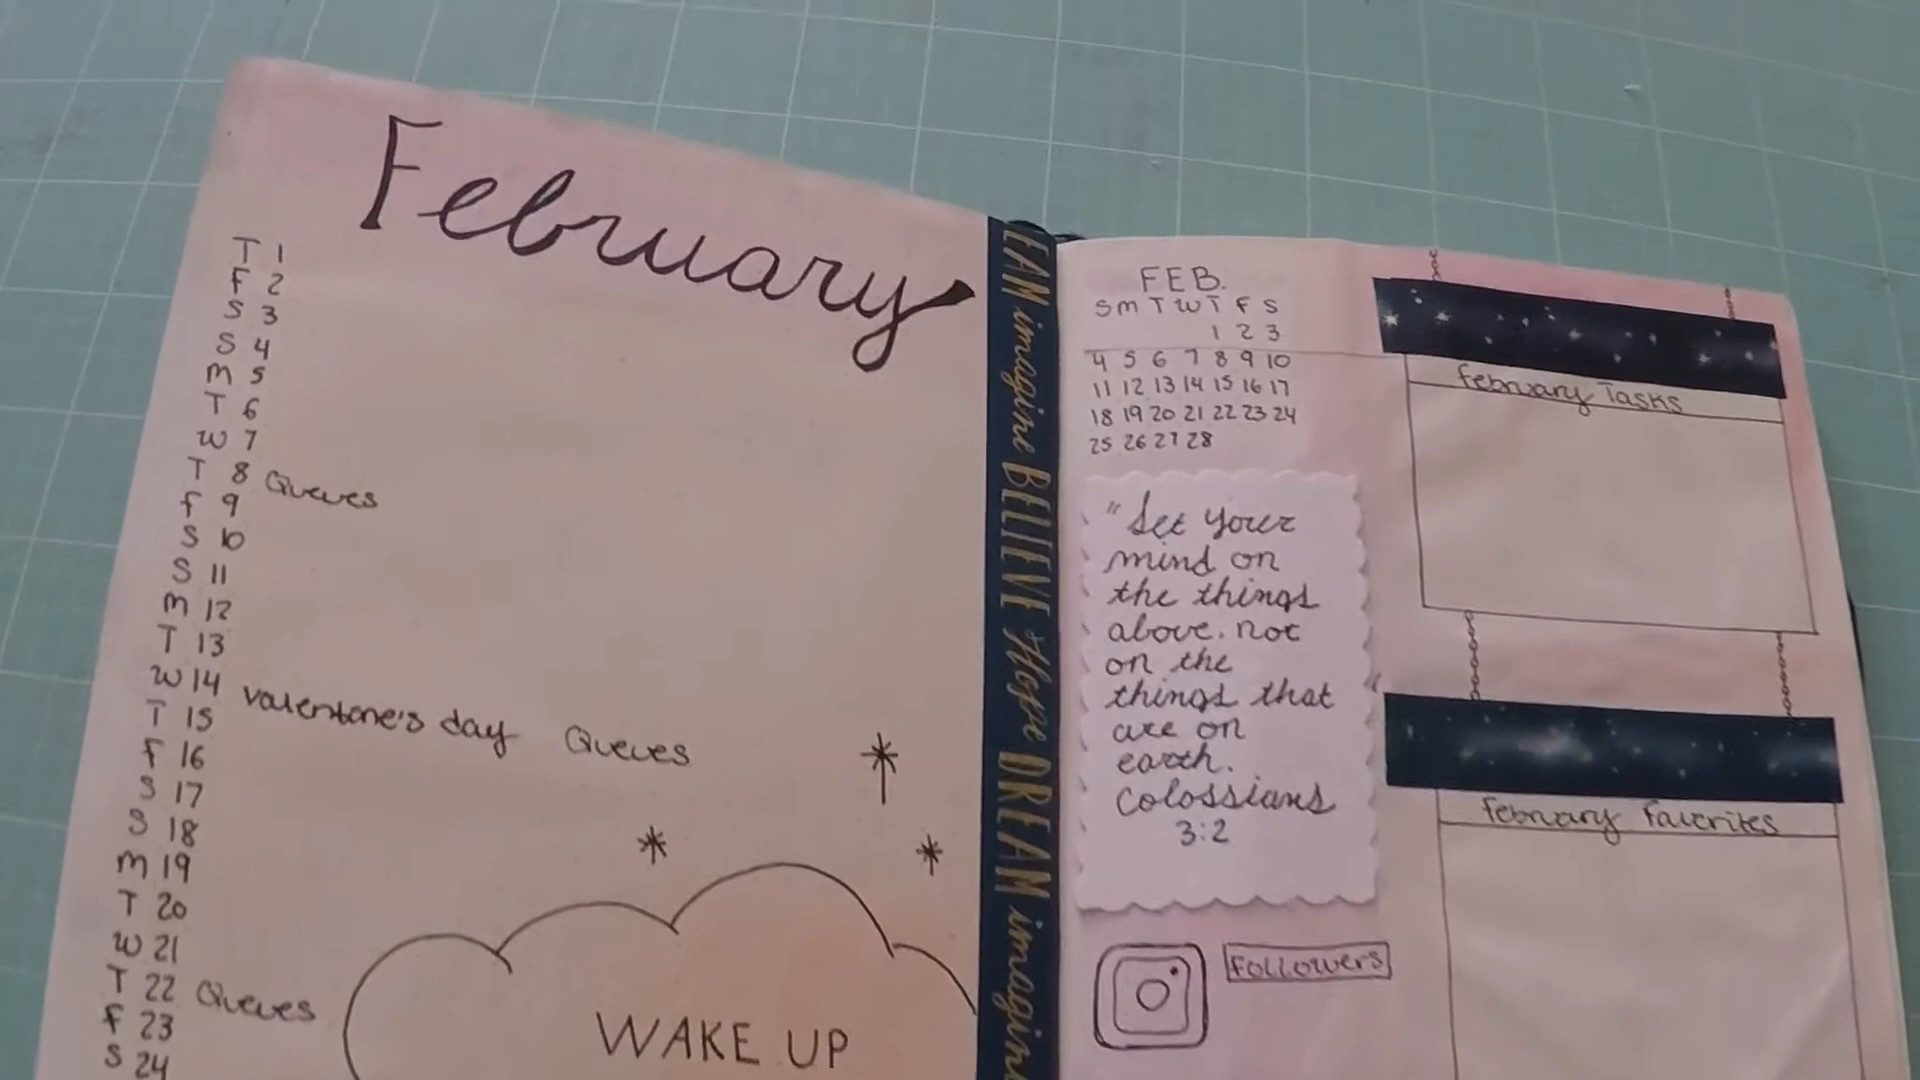 February
T 1
F 2
S 3
S 4
M 5
T 6
W 7
T 8 Queues
F 9
S 10
S 11
M 12
T 13
W 14 Valentine's day Queues
T 15
F 16
S 17
S 18
M 19
T 20
W 21
T 22 Queues
F 23
S 24
WAKE UP
EAM imagine BELIEVE Hope DREAM imagine
FEB.
S M T W T F S
1 2 3
4 5 6 7 8 9 10
11 12 13 14 15 16 17
18 19 20 21 22 23 24
25 26 27 28
"Set your
mind on
the things
above. not
on the
things that
are on
earth.
Colossians
3:2
Followers
February Tasks
February Favorites